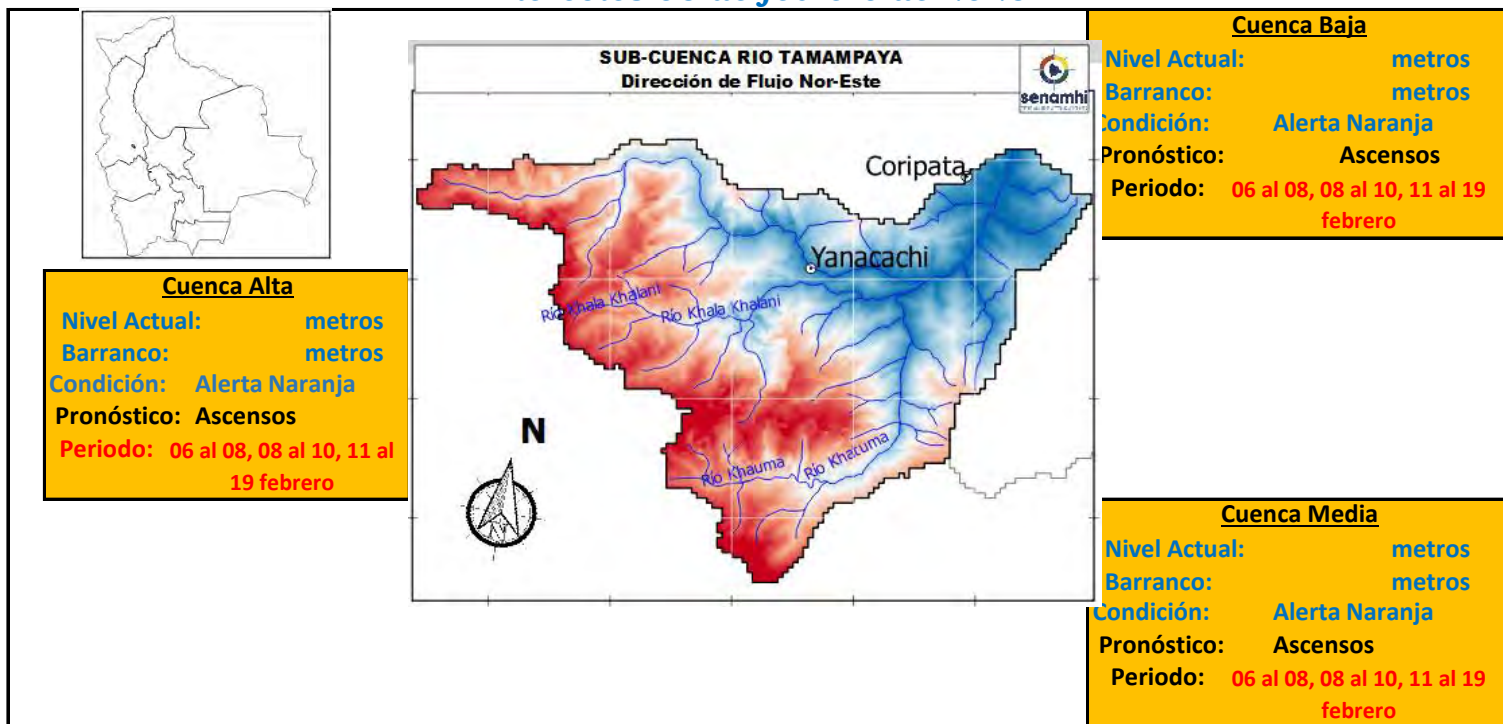 SUB-CUENCA RIO TAMAMPAYA
Dirección de Flujo Nor-Este
senamhi
Coripata
Yanacachi
Río Khala Khalani
Río Khala Khalani
Río Khauma
Río Khatuma
N
Cuenca Baja
Nivel Actual: metros
Barranco: metros
Condición: Alerta Naranja
Pronóstico: Ascensos
Periodo: 06 al 08, 08 al 10, 11 al 19
febrero
Cuenca Alta
Nivel Actual: metros
Barranco: metros
Condición: Alerta Naranja
Pronóstico: Ascensos
Periodo: 06 al 08, 08 al 10, 11 al
19 febrero
Cuenca Media
Nivel Actual: metros
Barranco: metros
Condición: Alerta Naranja
Pronóstico: Ascensos
Periodo: 06 al 08, 08 al 10, 11 al 19
febrero